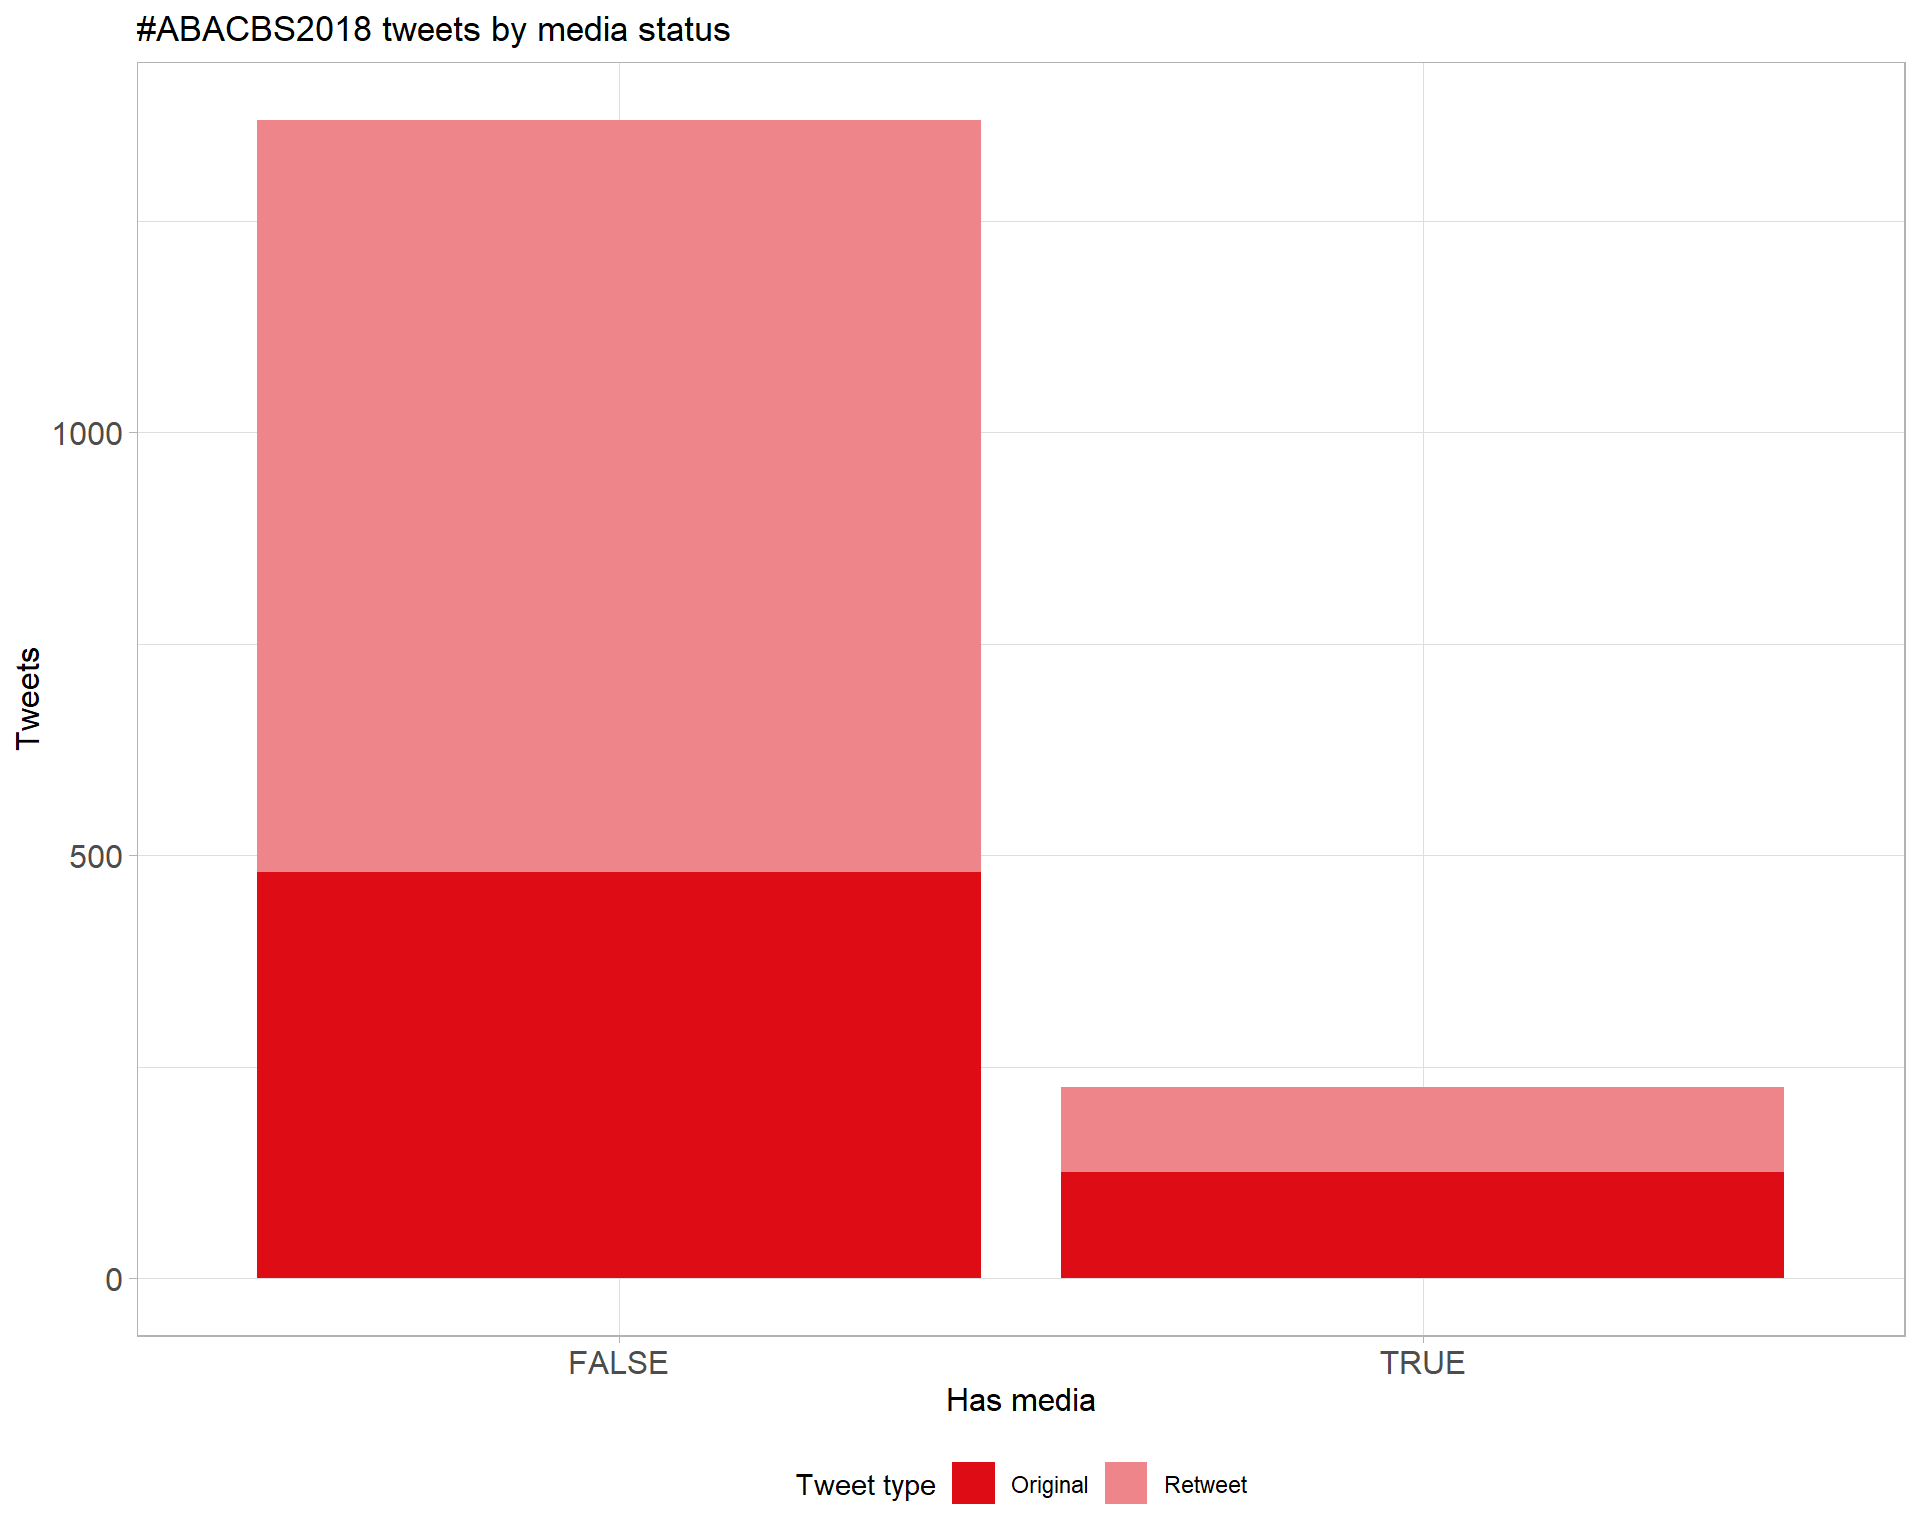 #ABACBS2018 tweets by media status
Tweets
1000
500
0
FALSE TRUE
Has media
Tweet type Original Retweet